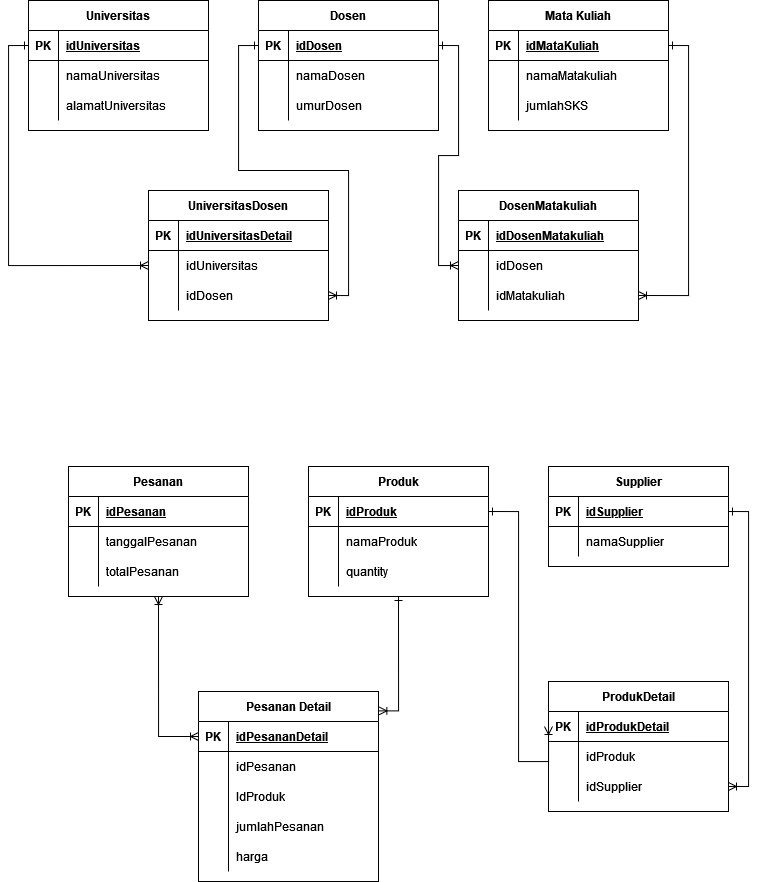 Universitas
PK idUniversitas
namaUniversitas
alamatUniversitas
Dosen
PK idDosen
namaDosen
umurDosen
Mata Kuliah
PK idMataKuliah
namaMatakuliah
jumlahSKS
UniversitasDosen
PK idUniversitasDetail
idUniversitas
idDosen
DosenMatakuliah
PK idDosenMatakuliah
idDosen
idMatakuliah
Pesanan
PK idPesanan
tanggalPesanan
totalPesanan
Produk
PK idProduk
namaProduk
quantity
Supplier
PK idSupplier
namaSupplier
Pesanan Detail
PK idPesananDetail
idPesanan
IdProduk
jumlahPesanan
harga
ProdukDetail
PK idProdukDetail
idProduk
idSupplier